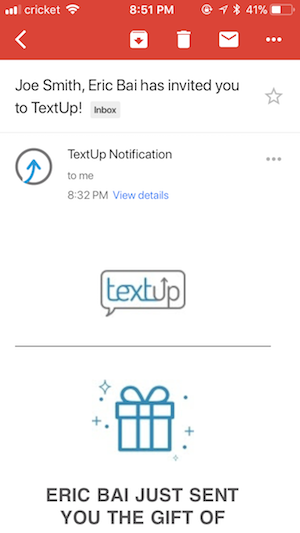 cricket 8:51 PM 41%
Joe Smith, Eric Bai has invited you
to TextUp! Inbox
TextUp Notification
to me
8:32 PM View details
textUp
ERIC BAI JUST SENT
YOU THE GIFT OF